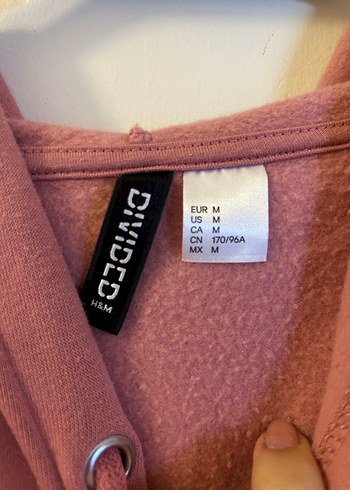 DIVIDED
H&M
EUR M
US M
CA M
CN 170/96A
MX M